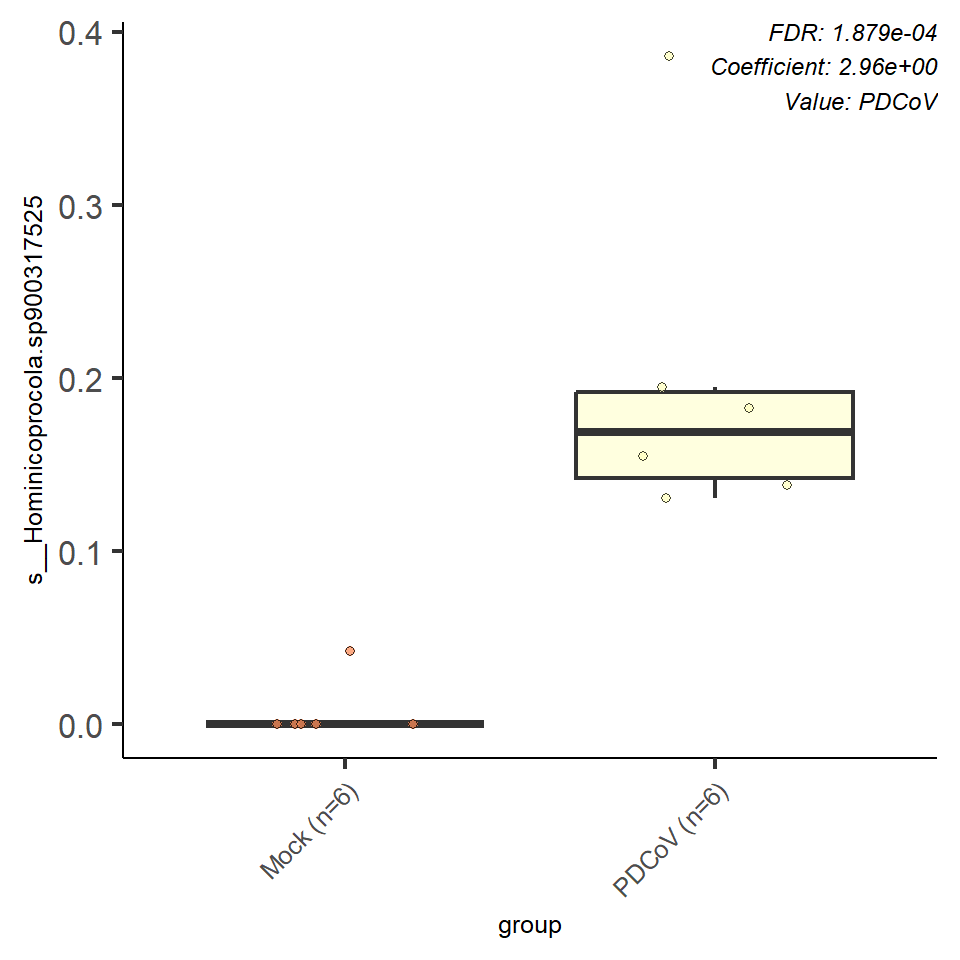 FDR: 1.879e-04
Coefficient: 2.96e+00
Value: PDCoV
s__Hominicoprocola.sp900317525
0.4
0.3
0.2
0.1
0.0
Mock (n=6)
PDCoV (n=6)
group